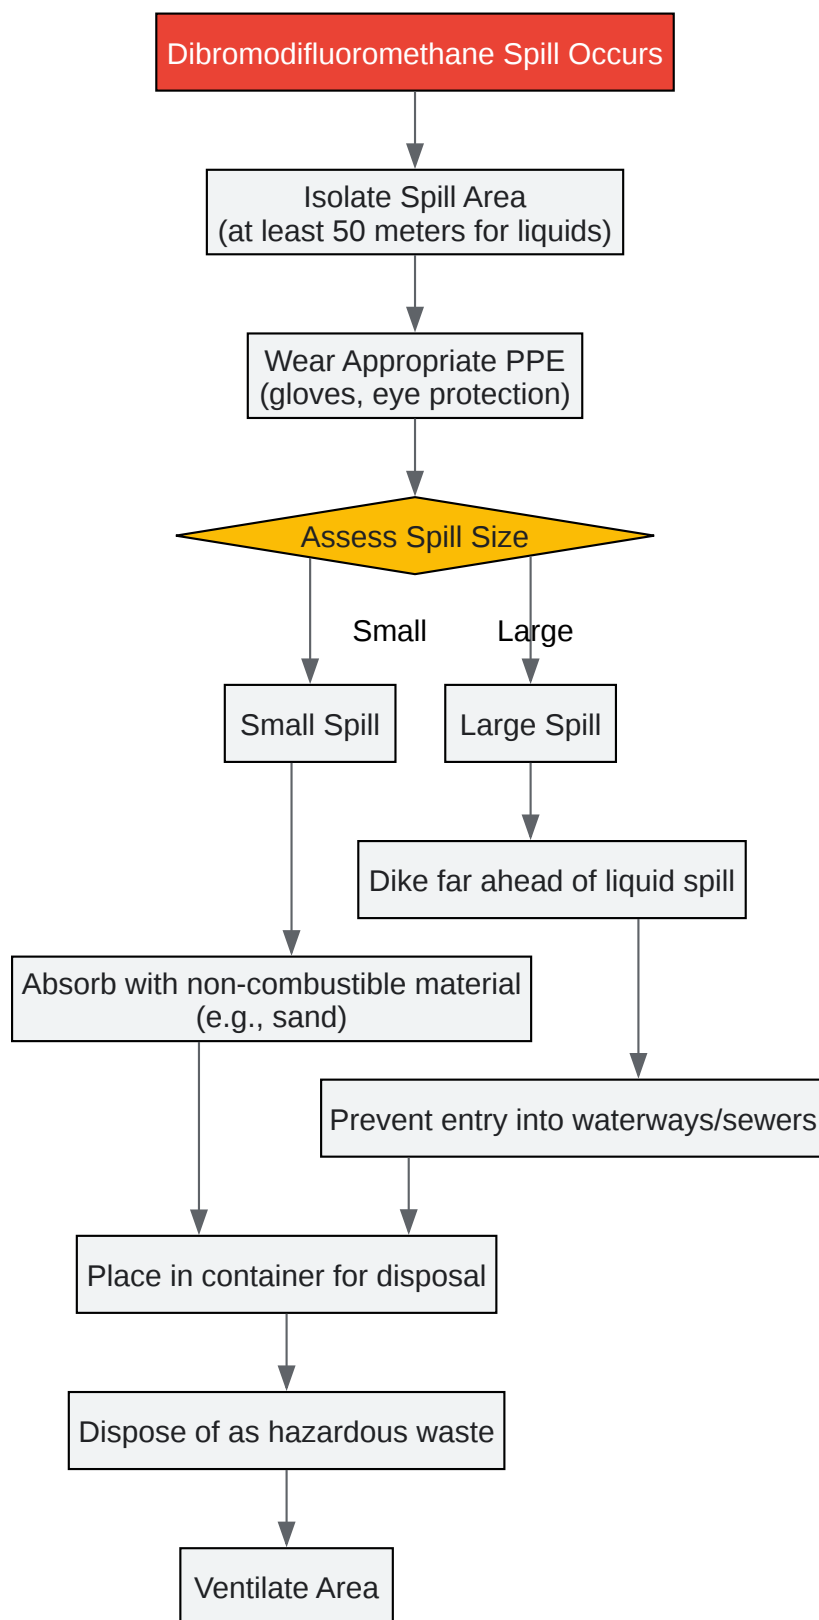 Dibromodifluoromethane Spill Occurs
Isolate Spill Area
(at least 50 meters for liquids)
Wear Appropriate PPE
(gloves, eye protection)
Assess Spill Size
Small
Large
Small Spill
Large Spill
Dike far ahead of liquid spill
Absorb with non-combustible material
(e.g., sand)
Prevent entry into waterways/sewers
Place in container for disposal
Dispose of as hazardous waste
Ventilate Area